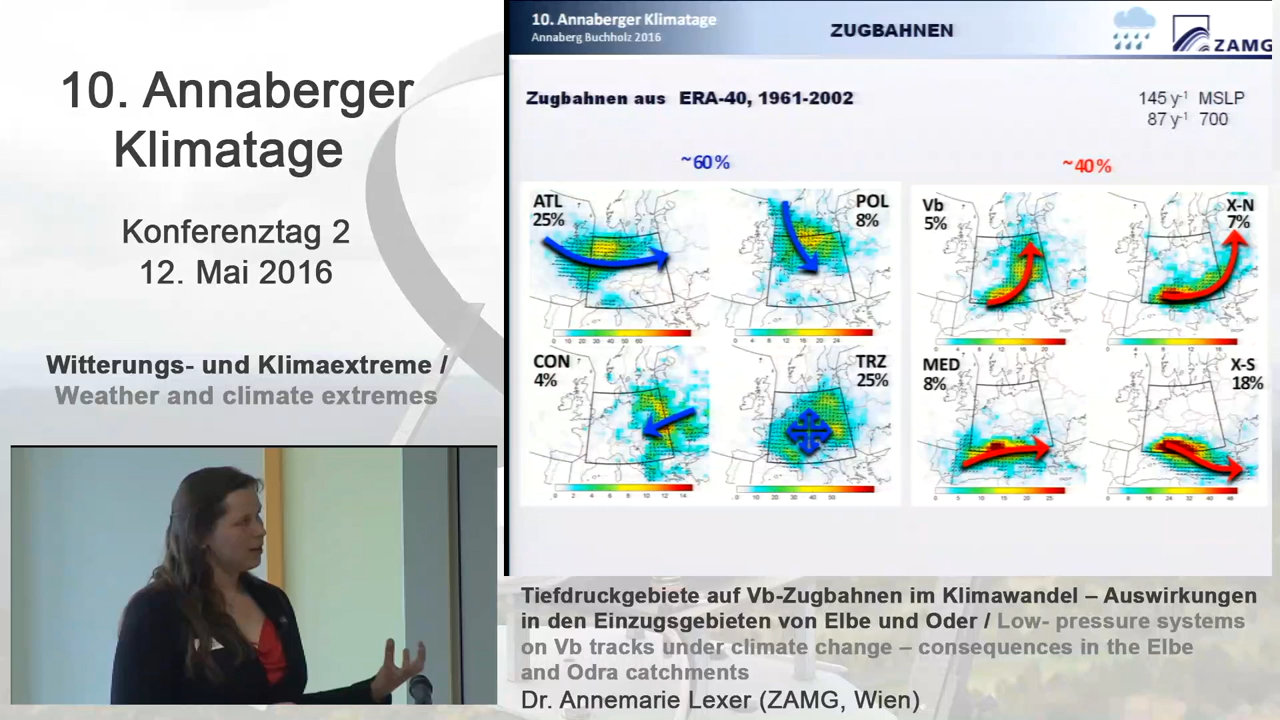 10. Annaberger
Klimatage
Konferenztag 2
12. Mai 2016
Witterungs- und Klimaextreme /
Weather and climate extremes
10. Annaberger Klimatage
Annaberg Buchholz 2016
ZUGBAHNEN
ZAMG
Zugbahnen aus ERA-40, 1961-2002
145 y-1 MSLP
87 y-1 700
~60%
~40%
ATL
25%
POL
8%
Vb
5%
X-N
7%
CON
4%
TRZ
25%
MED
8%
X-S
18%
Tiefdruckgebiete auf Vb-Zugbahnen im Klimawandel – Auswirkungen
in den Einzugsgebieten von Elbe und Oder / Low- pressure systems
on Vb tracks under climate change – consequences in the Elbe
and Odra catchments
Dr. Annemarie Lexer (ZAMG, Wien)